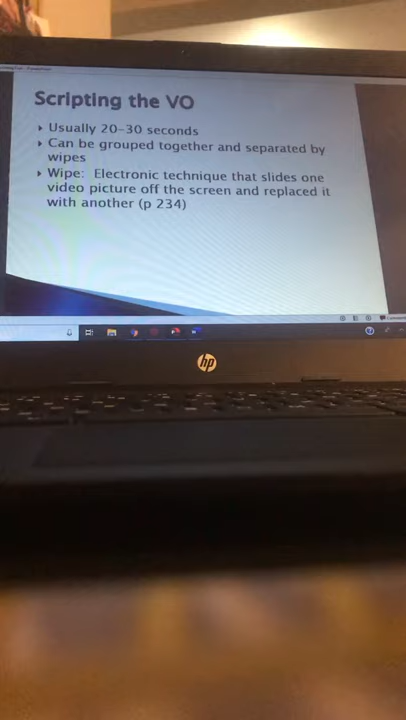 Scripting the VO
Usually 20-30 seconds
Can be grouped together and separated by
wipes
Wipe: Electronic technique that slides one
video picture off the screen and replaced it
with another (p 234)
hp